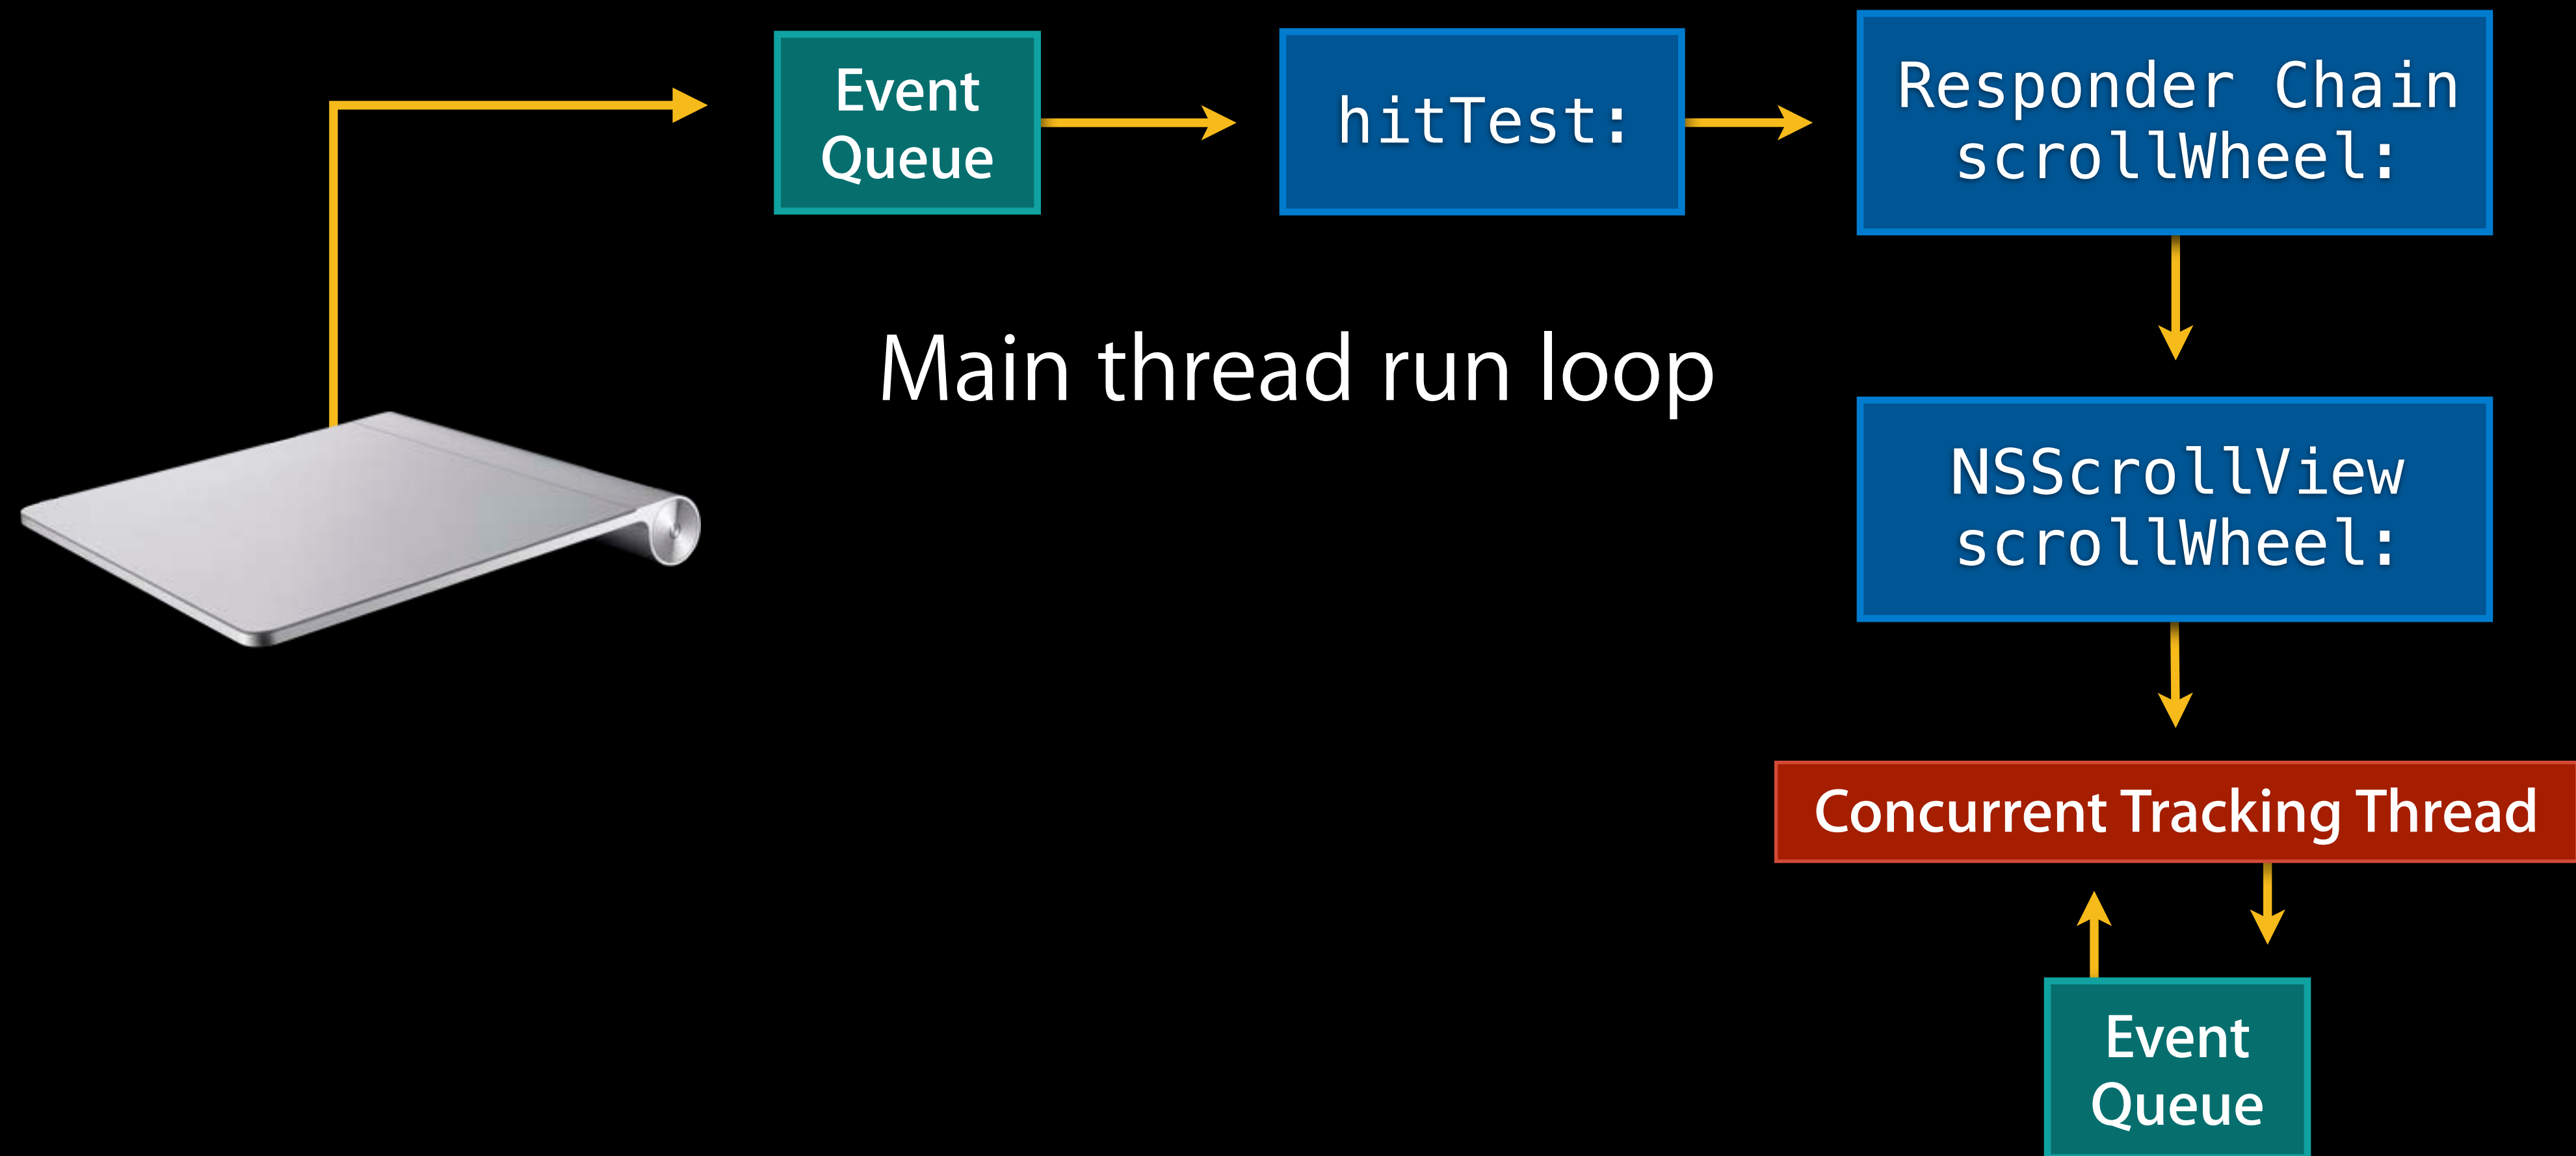 Event
Queue
hitTest:
Responder Chain
scrollWheel:
Main thread run loop
NSScrollView
scrollWheel:
Concurrent Tracking Thread
Event
Queue